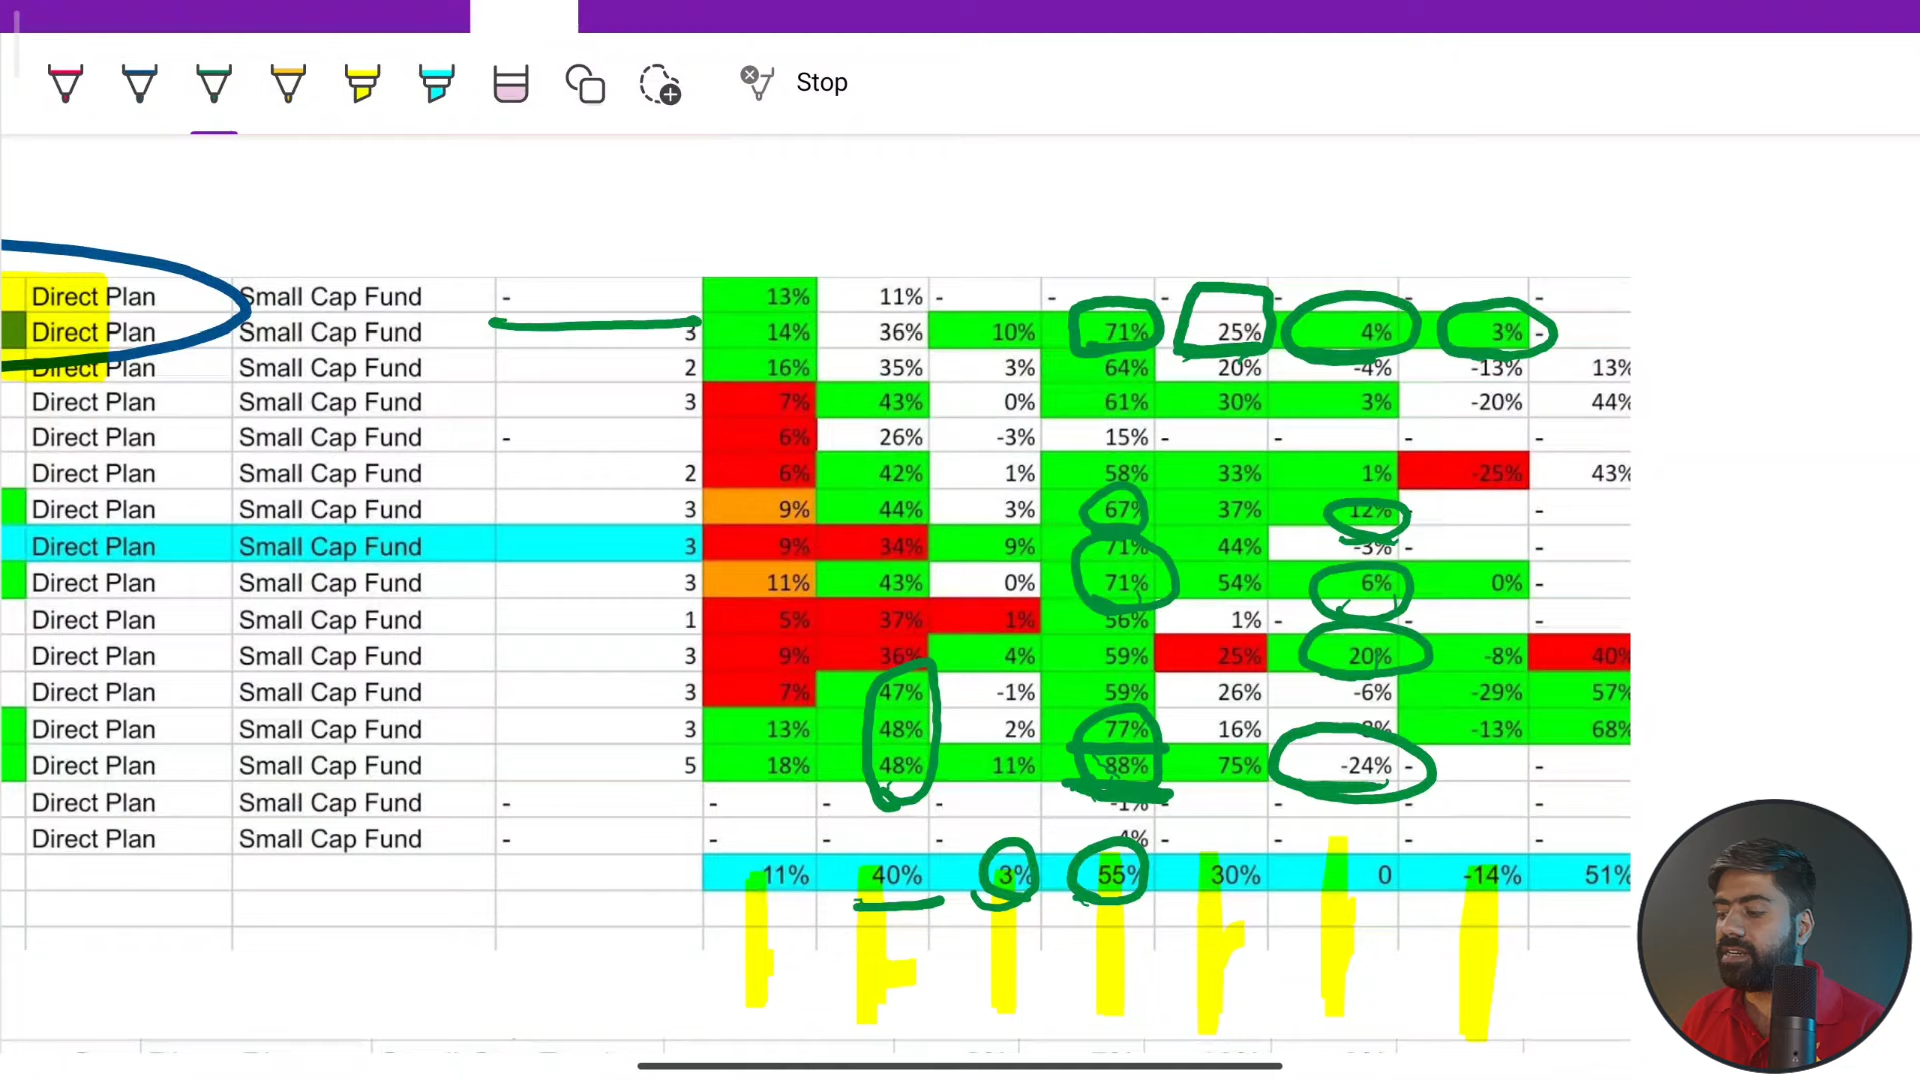 Stop
Direct Plan Small Cap Fund - 13% 11% - - - - - -
Direct Plan Small Cap Fund 3 14% 36% 10% 71% 25% 4% 3% -
Direct Plan Small Cap Fund 2 16% 35% 3% 64% 20% -4% -13% 13%
Direct Plan Small Cap Fund 3 7% 43% 0% 61% 30% 3% -20% 44%
Direct Plan Small Cap Fund - 6% 26% -3% 15% - - - -
Direct Plan Small Cap Fund 2 6% 42% 1% 58% 33% 1% -25% 43%
Direct Plan Small Cap Fund 3 9% 44% 3% 67% 37% 12% - -
Direct Plan Small Cap Fund 3 9% 34% 9% 71% 44% -3% - -
Direct Plan Small Cap Fund 3 11% 43% 0% 71% 54% 6% 0% -
Direct Plan Small Cap Fund 1 5% 37% 1% 56% 1% - - -
Direct Plan Small Cap Fund 3 9% 36% 4% 59% 25% 20% -8% 40%
Direct Plan Small Cap Fund 3 7% 47% -1% 59% 26% -6% -29% 57%
Direct Plan Small Cap Fund 3 13% 48% 2% 77% 16% -13% 68%
Direct Plan Small Cap Fund 5 18% 48% 11% 88% 75% -24% - -
Direct Plan Small Cap Fund - - - - -1% - - - -
Direct Plan Small Cap Fund - - - - - - - -
11% 40% 3% 55% 30% 0 -14% 51%